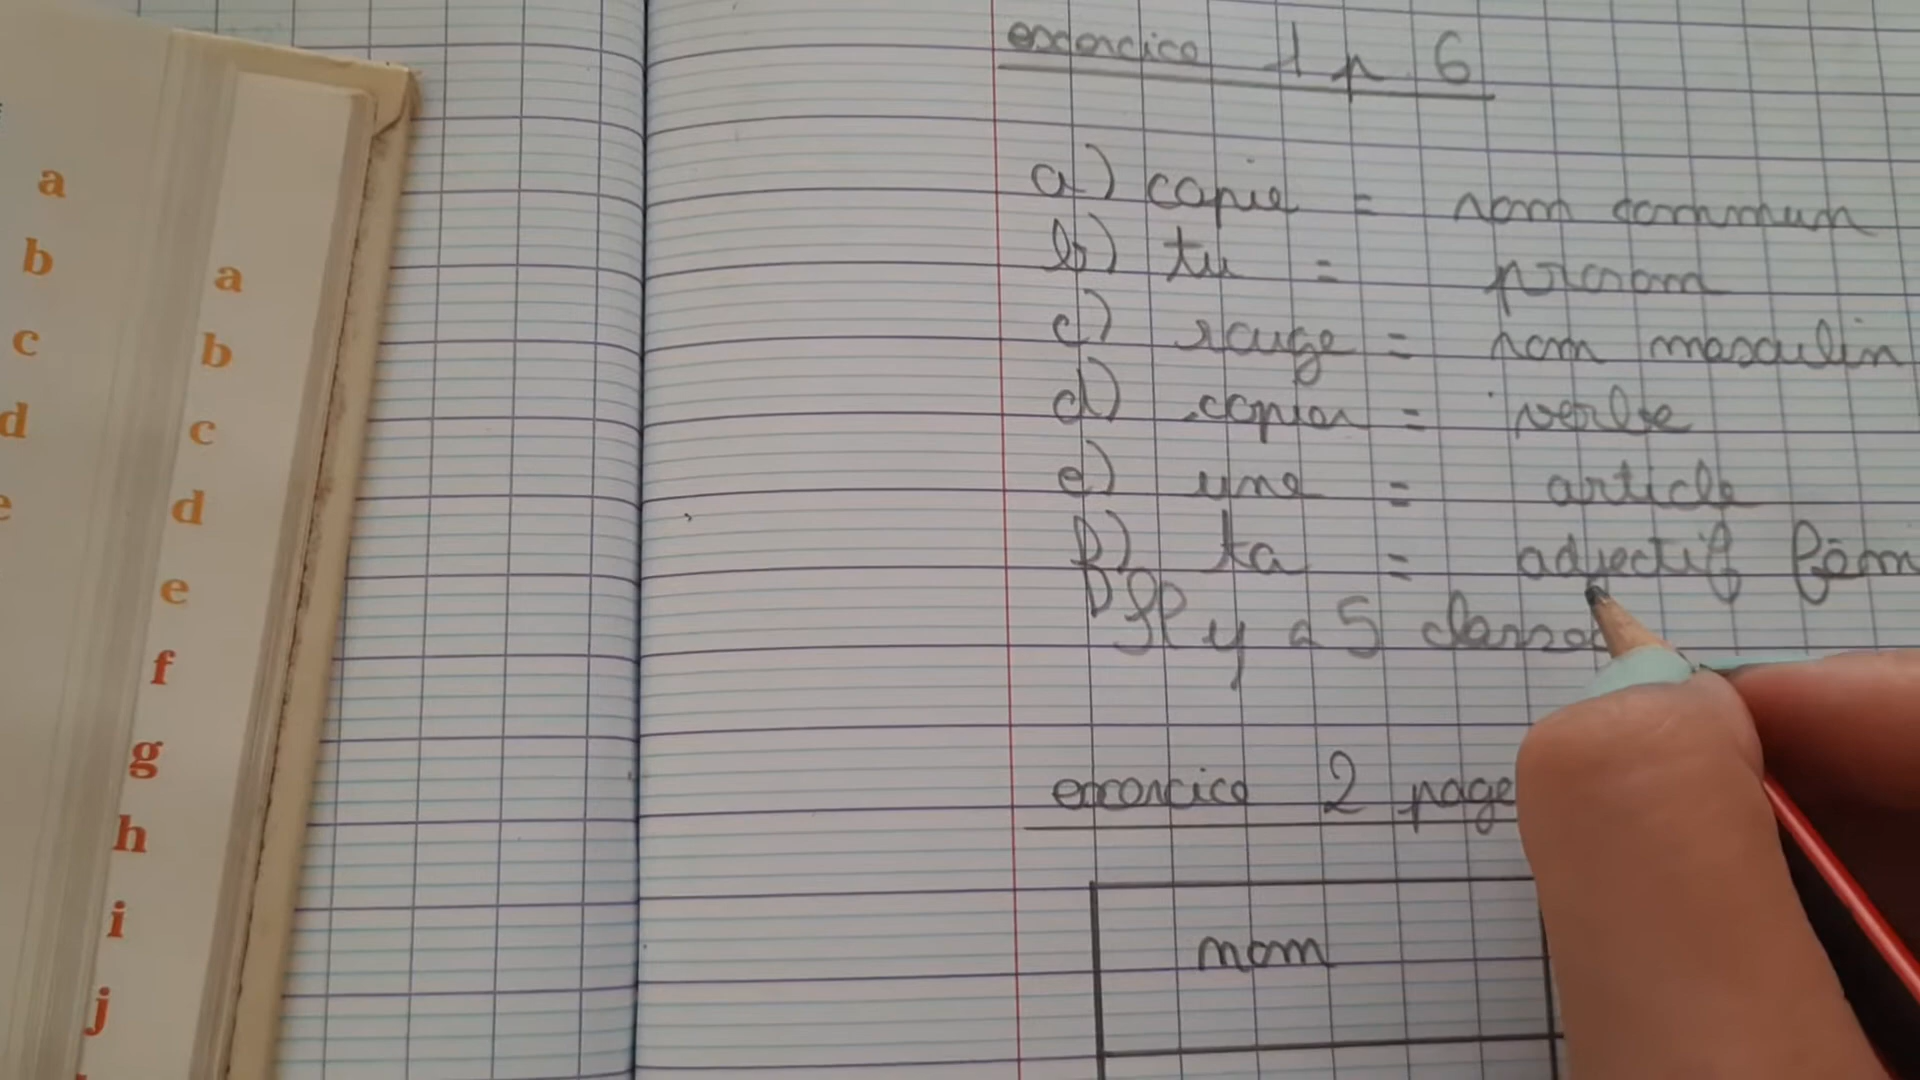 a
b
c
d
e
a
b
c
d
e
f
g
h
i
j
exercice 1 p 6
a) copie = nom commun
b) tu = pronom
c) rouge = nom masculin
d) copier = verbe
e) une = article
f) ta = adjectif fém
Il y a 5 classes
exercice 2 page
nom